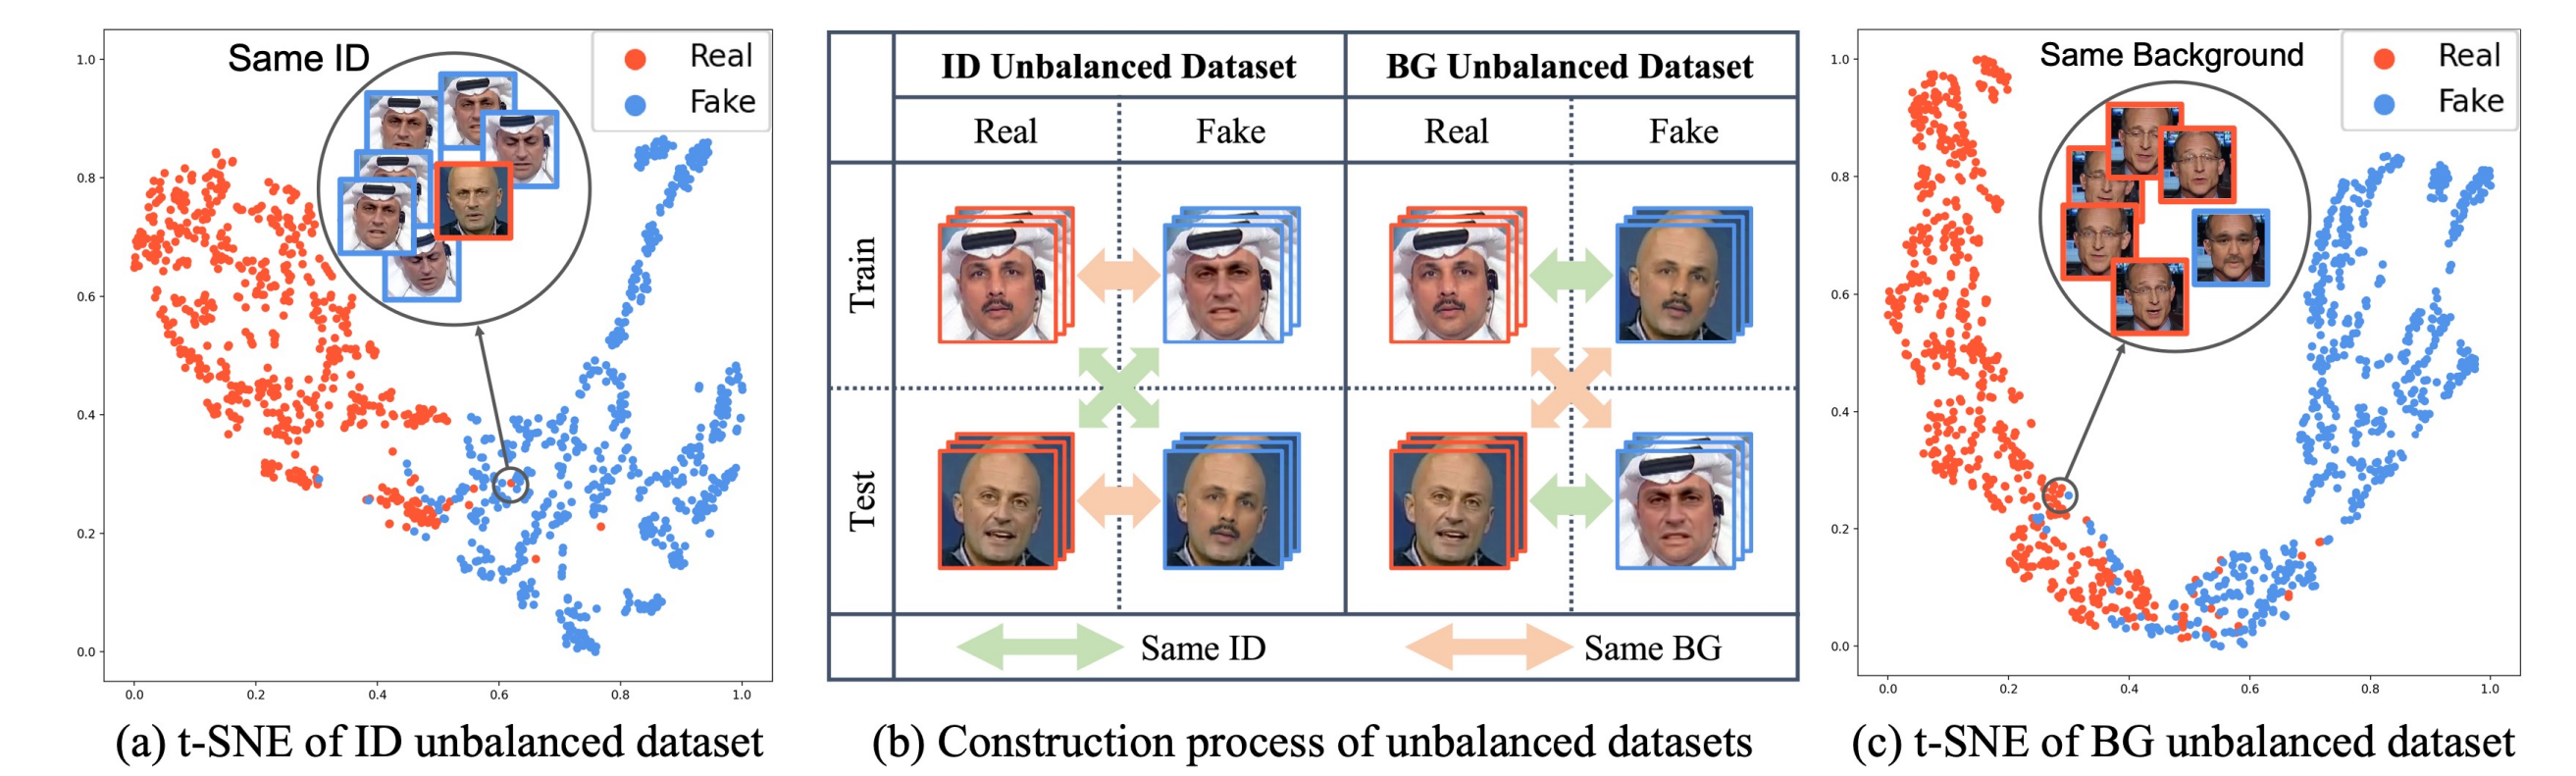 Same ID
Real
Fake
1.0
0.8
0.6
0.4
0.2
0.0
0.0 0.2 0.4 0.6 0.8 1.0
(a) t-SNE of ID unbalanced dataset
ID Unbalanced Dataset BG Unbalanced Dataset
Real Fake Real Fake
Train
Test
Same ID Same BG
(b) Construction process of unbalanced datasets
Same Background
Real
Fake
1.0
0.8
0.6
0.4
0.2
0.0
0.0 0.2 0.4 0.6 0.8 1.0
(c) t-SNE of BG unbalanced dataset